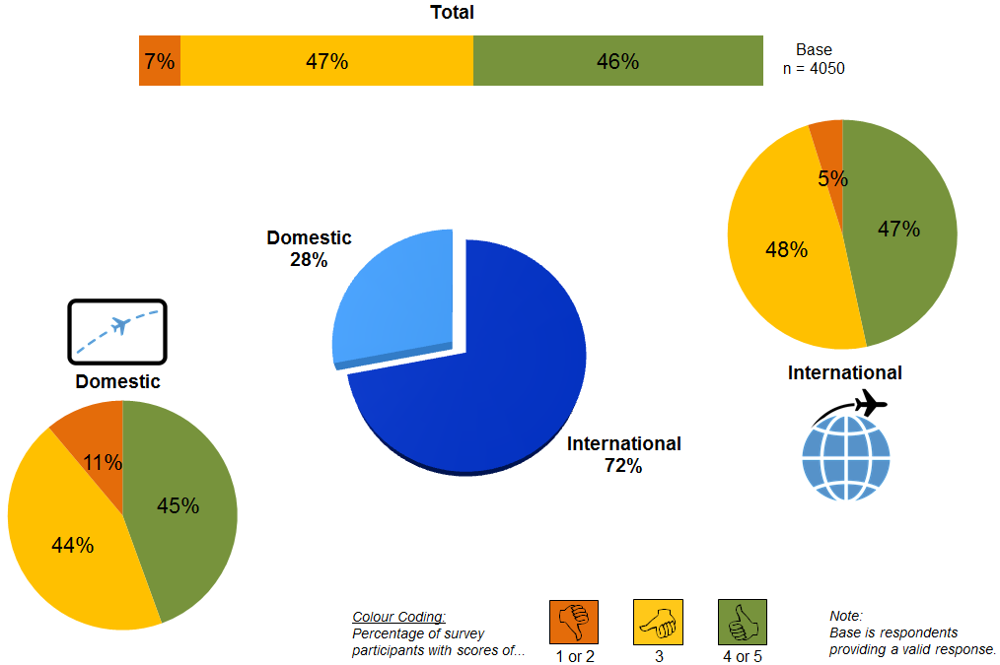 Total
7%
47%
46%
Base
n = 4050
5%
47%
48%
Domestic
28%
International
72%
International
Domestic
11%
45%
44%
Colour Coding:
Percentage of survey
participants with scores of...
1 or 2
3
4 or 5
Note:
Base is respondents
providing a valid response.